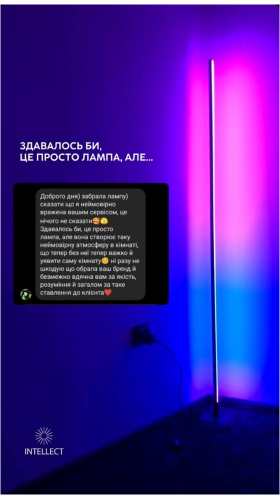 ЗДАВАЛОСЬ БИ,
ЦЕ ПРОСТО ЛАМПА, АЛЕ...
Доброго дня) забрала лампу)
сказати що я неймовірно
вражена вашим сервісом, це
нічого не сказати🥰🫣
Здавалось би, це просто
лампа, але вона створює таку
неймовірну атмосферу в кімнаті,
що тепер без неї тепер важко й
уявити саму кімнату🥺 ні разу не
шкодую що обрала ваш бренд й
безмежно вдячна вам за якість,
розуміння й загалом за таке
ставлення до клієнта❤️
INTELLECT